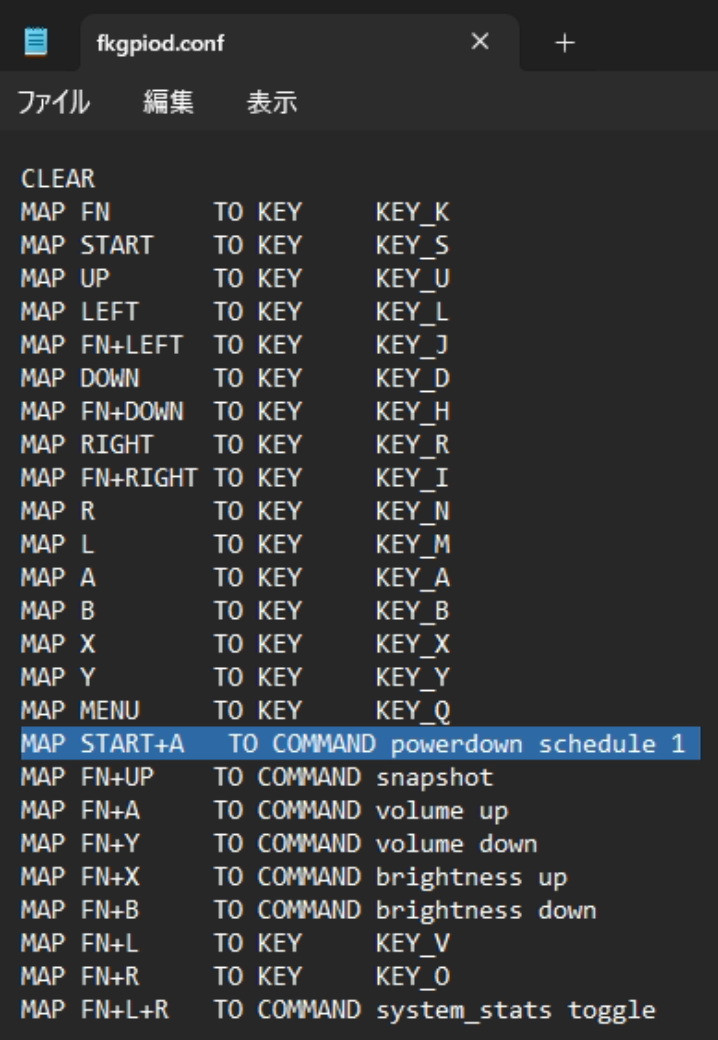 fkgpiod.conf
ファイル 編集 表示
CLEAR
MAP FN TO KEY KEY_K
MAP START TO KEY KEY_S
MAP UP TO KEY KEY_U
MAP LEFT TO KEY KEY_L
MAP FN+LEFT TO KEY KEY_J
MAP DOWN TO KEY KEY_D
MAP FN+DOWN TO KEY KEY_H
MAP RIGHT TO KEY KEY_R
MAP FN+RIGHT TO KEY KEY_I
MAP R TO KEY KEY_N
MAP L TO KEY KEY_M
MAP A TO KEY KEY_A
MAP B TO KEY KEY_B
MAP X TO KEY KEY_X
MAP Y TO KEY KEY_Y
MAP MENU TO KEY KEY_Q
MAP START+A TO COMMAND powerdown schedule 1
MAP FN+UP TO COMMAND snapshot
MAP FN+A TO COMMAND volume up
MAP FN+Y TO COMMAND volume down
MAP FN+X TO COMMAND brightness up
MAP FN+B TO COMMAND brightness down
MAP FN+L TO KEY KEY_V
MAP FN+R TO KEY KEY_O
MAP FN+L+R TO COMMAND system_stats toggle